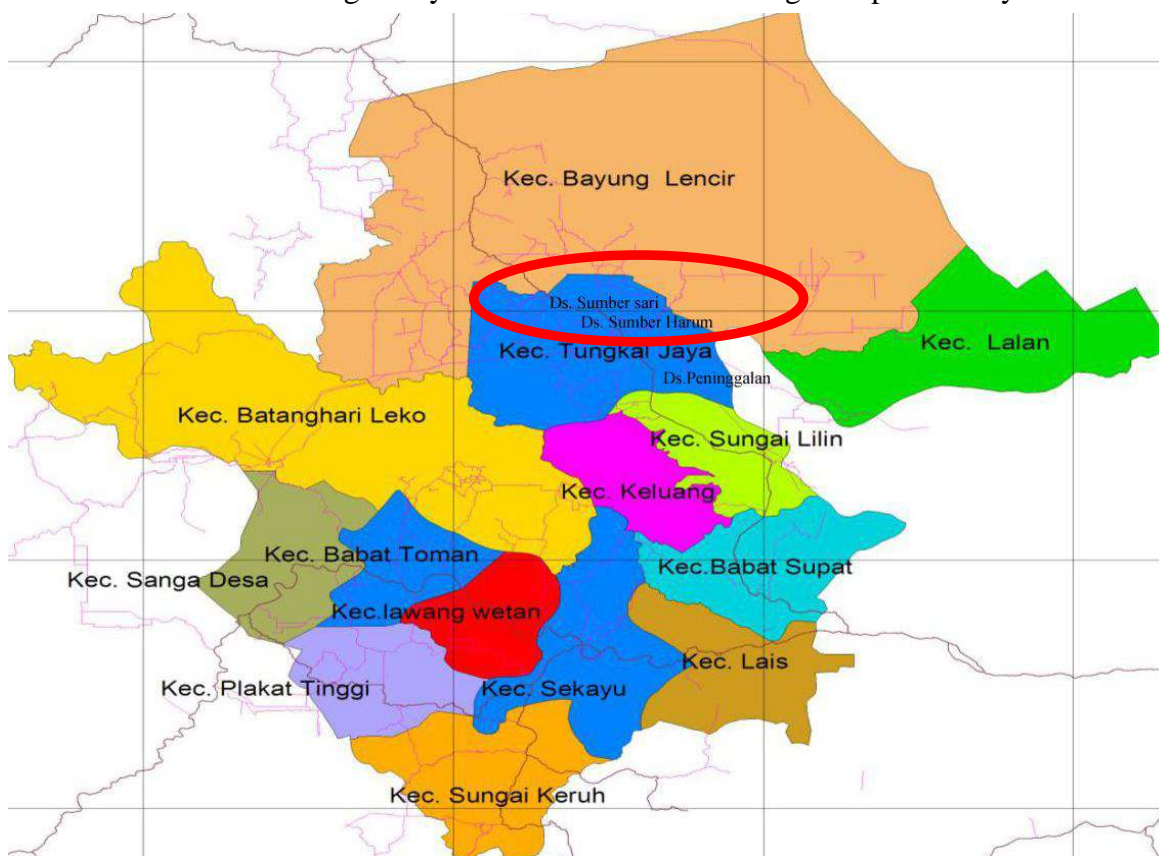 Kec. Bayung Lencir
Ds. Sumber sari
Ds. Sumber Harum
Kec. Tungkal Jaya
Kec. Lalan
Ds.Peninggalan
Kec. Batanghari Leko
Kec. Sungai Lilin
Kec. Keluang
Kec. Babat Toman
Kec.Babat Supat
Kec. Sanga Desa
Kec.lawang wetan
Kec. Lais
Kec. Plakat Tinggi
Kec. Sekayu
Kec. Sungai Keruh